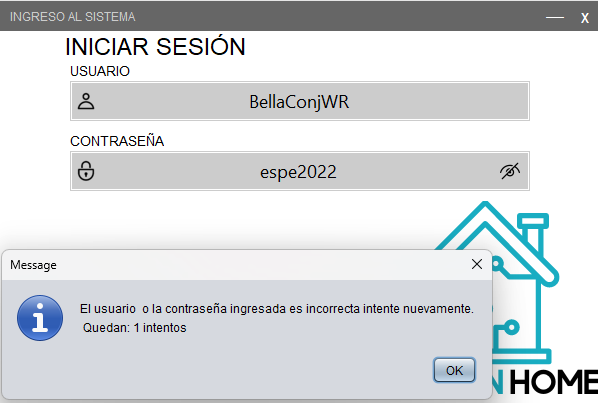 INGRESO AL SISTEMA
X
INICIAR SESIÓN
USUARIO
BellaConjWR
CONTRASEÑA
espe2022
Message
El usuario o la contraseña ingresada es incorrecta intente nuevamente.
Quedan: 1 intentos
OK
N HOME